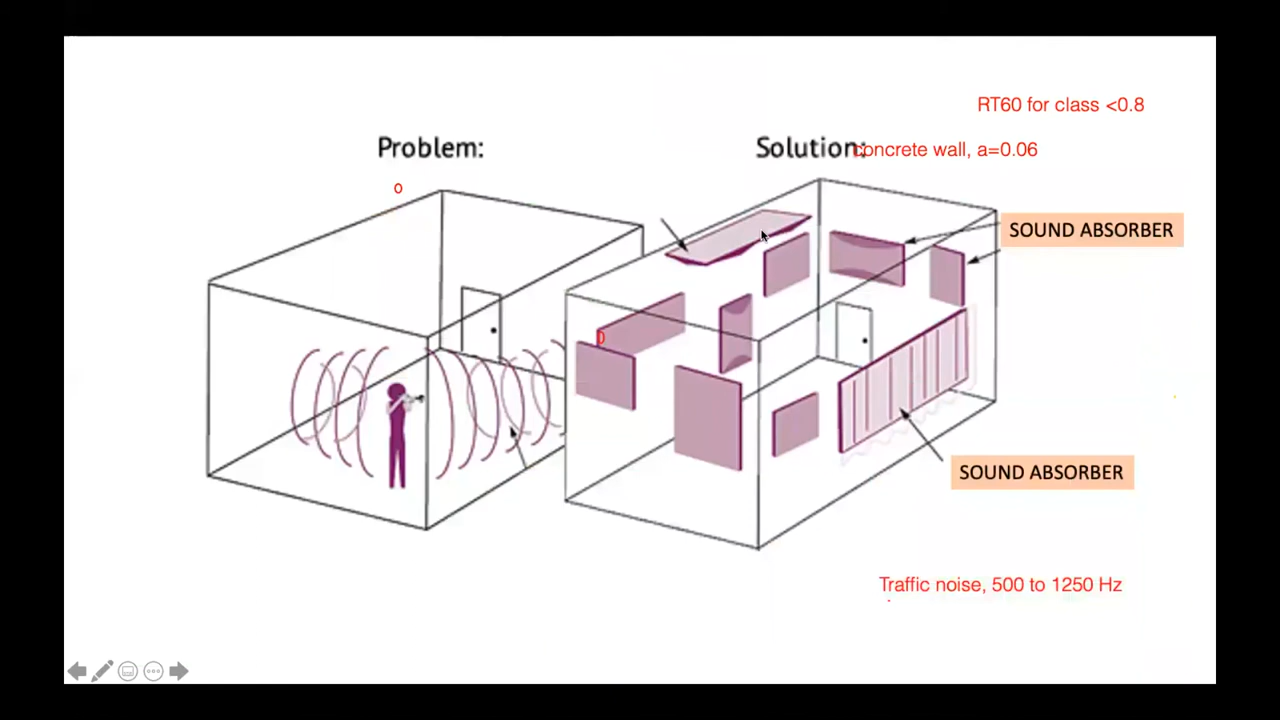 RT60 for class <0.8
Problem:
Solution:
concrete wall, a=0.06
o
SOUND ABSORBER
SOUND ABSORBER
Traffic noise, 500 to 1250 Hz